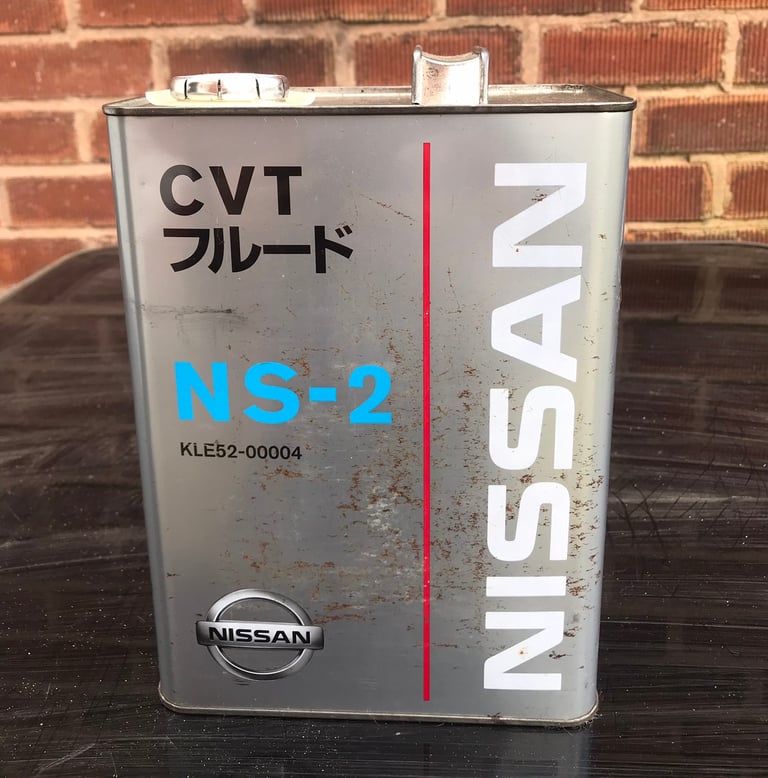 CVT
フルード
NS-2
KLE52-00004
NISSAN
NISSAN